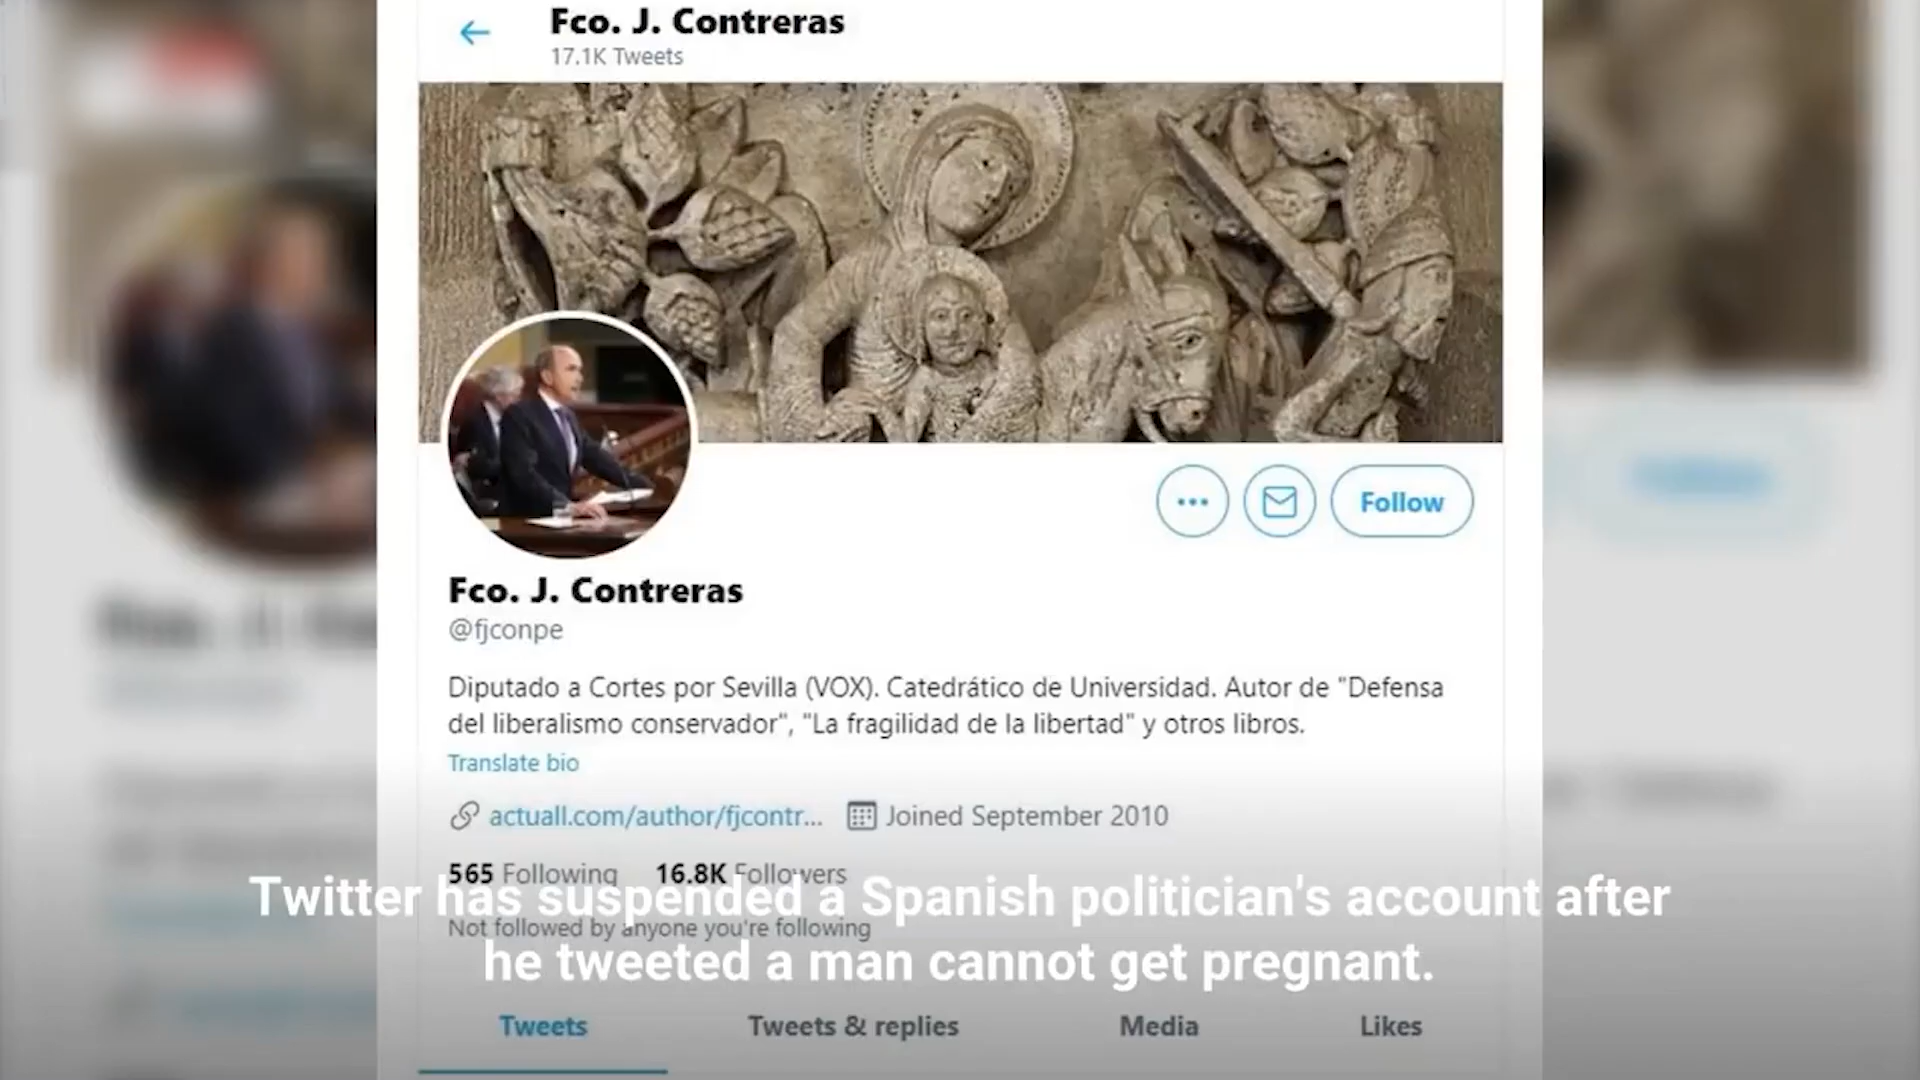 Fco. J. Contreras
17.1K Tweets
Follow
Fco. J. Contreras
@fjconpe
Diputado a Cortes por Sevilla (VOX). Catedrático de Universidad. Autor de "Defensa
del liberalismo conservador", "La fragilidad de la libertad" y otros libros.
Translate bio
actuall.com/author/fjcontr... Joined September 2010
565 Following 16.8K Followers
Twitter has suspended a Spanish politician's account after
Not followed by anyone you're following
he tweeted a man cannot get pregnant.
Tweets Tweets & replies Media Likes